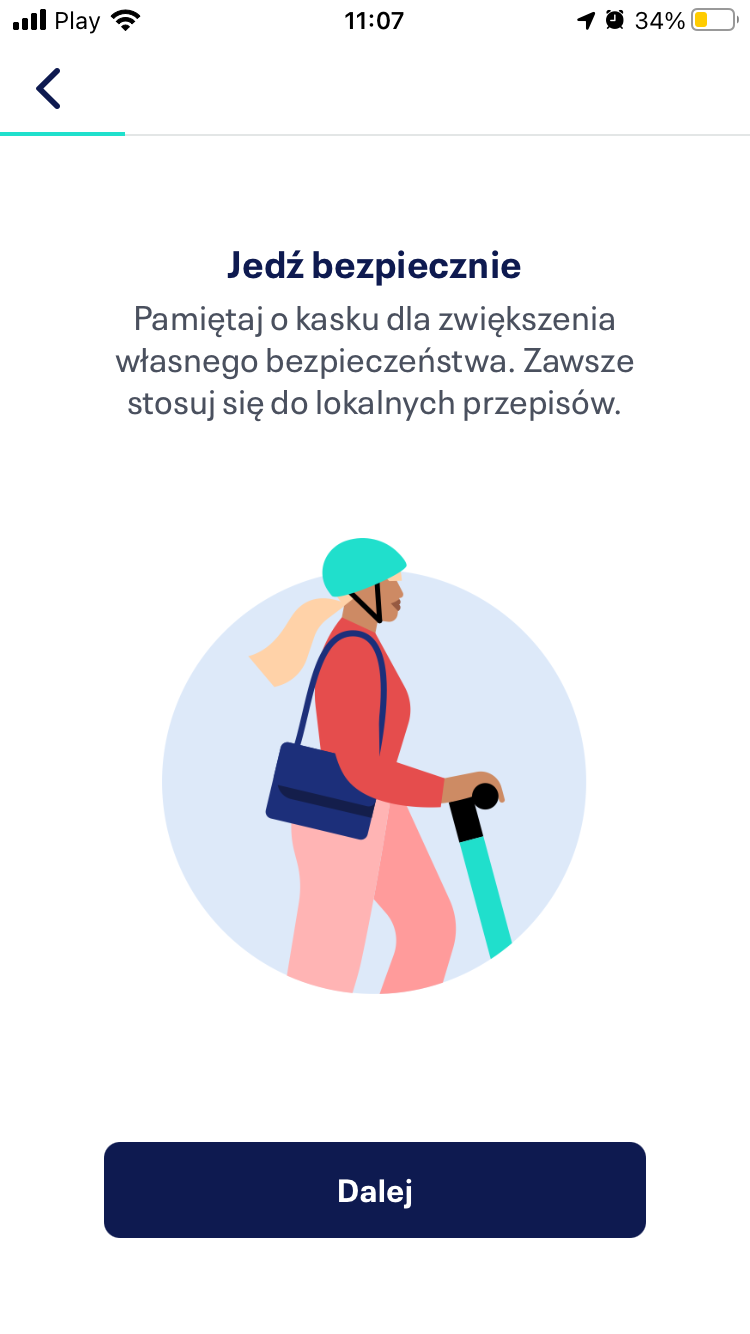 Play 11:07 34%
Jedź bezpiecznie
Pamiętaj o kasku dla zwiększenia
własnego bezpieczeństwa. Zawsze
stosuj się do lokalnych przepisów.
Dalej